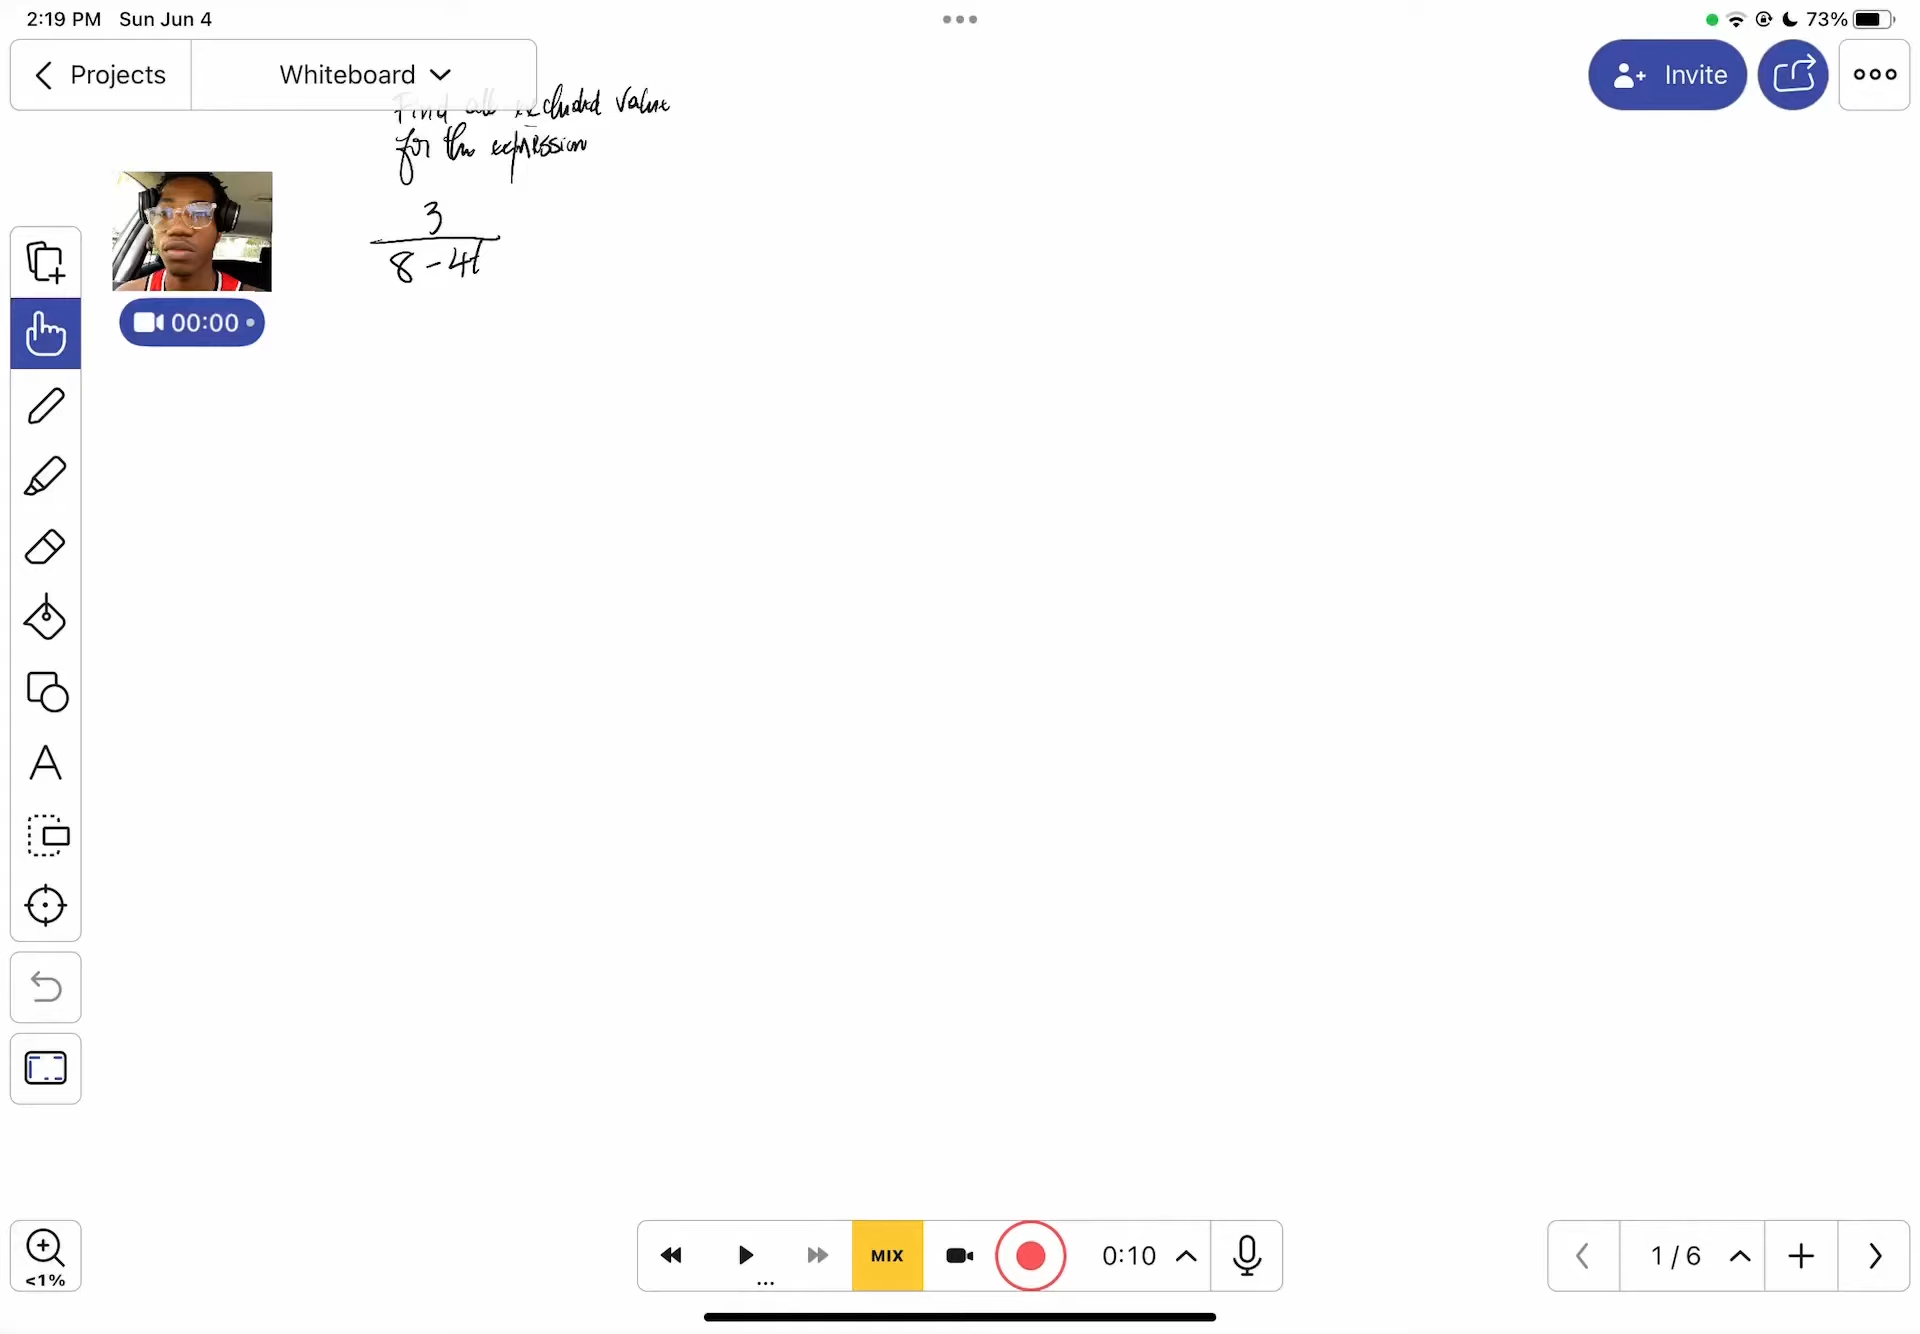 2:19 PM Sun Jun 4
73%
Projects
Whiteboard
Invite
Find all excluded value
for this expression
3
8 - 4t
00:00
A
<1%
MIX
0:10
1 / 6